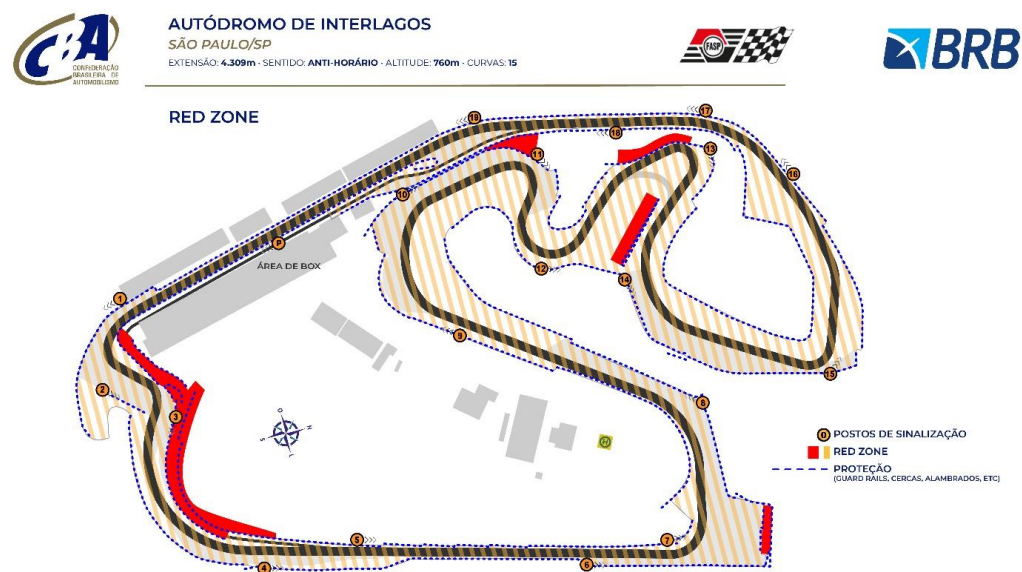 CBA
CONFEDERAÇÃO
BRASILEIRA DE
AUTOMOBILISMO
AUTÓDROMO DE INTERLAGOS
SÃO PAULO/SP
EXTENSÃO: 4.309m · SENTIDO: ANTI-HORÁRIO · ALTITUDE: 760m · CURVAS: 15
FASP
BRB
RED ZONE
17
18
18
13
11
16
10
P
ÁREA DE BOX
12
14
1
9
15
2
8
3
H
0 POSTOS DE SINALIZAÇÃO
RED ZONE
PROTEÇÃO
(GUARD RAILS, CERCAS, ALAMBRADOS, ETC)
5
7
4
6